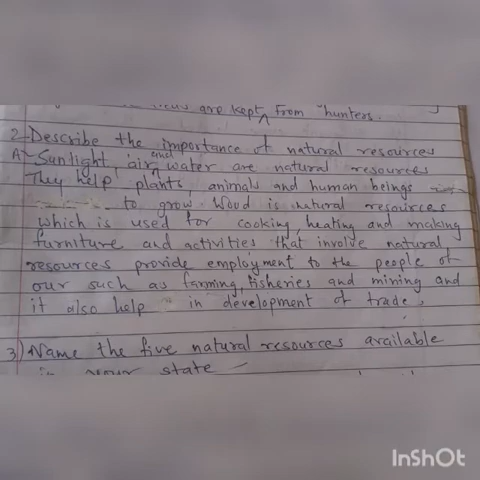 are kept from hunters.
2) Describe the importance of natural resources
A) Sunlight, air and water are natural resources
They help plants, animals and human beings
to grow. Wood is natural resources
which is used for cooking, heating and making
furniture and activities that involve natural
resources provide employment to the people of
our such as farming, fisheries and mining and
it also help in development of trade.
3) Name the five natural resources available
in your state
InShOt